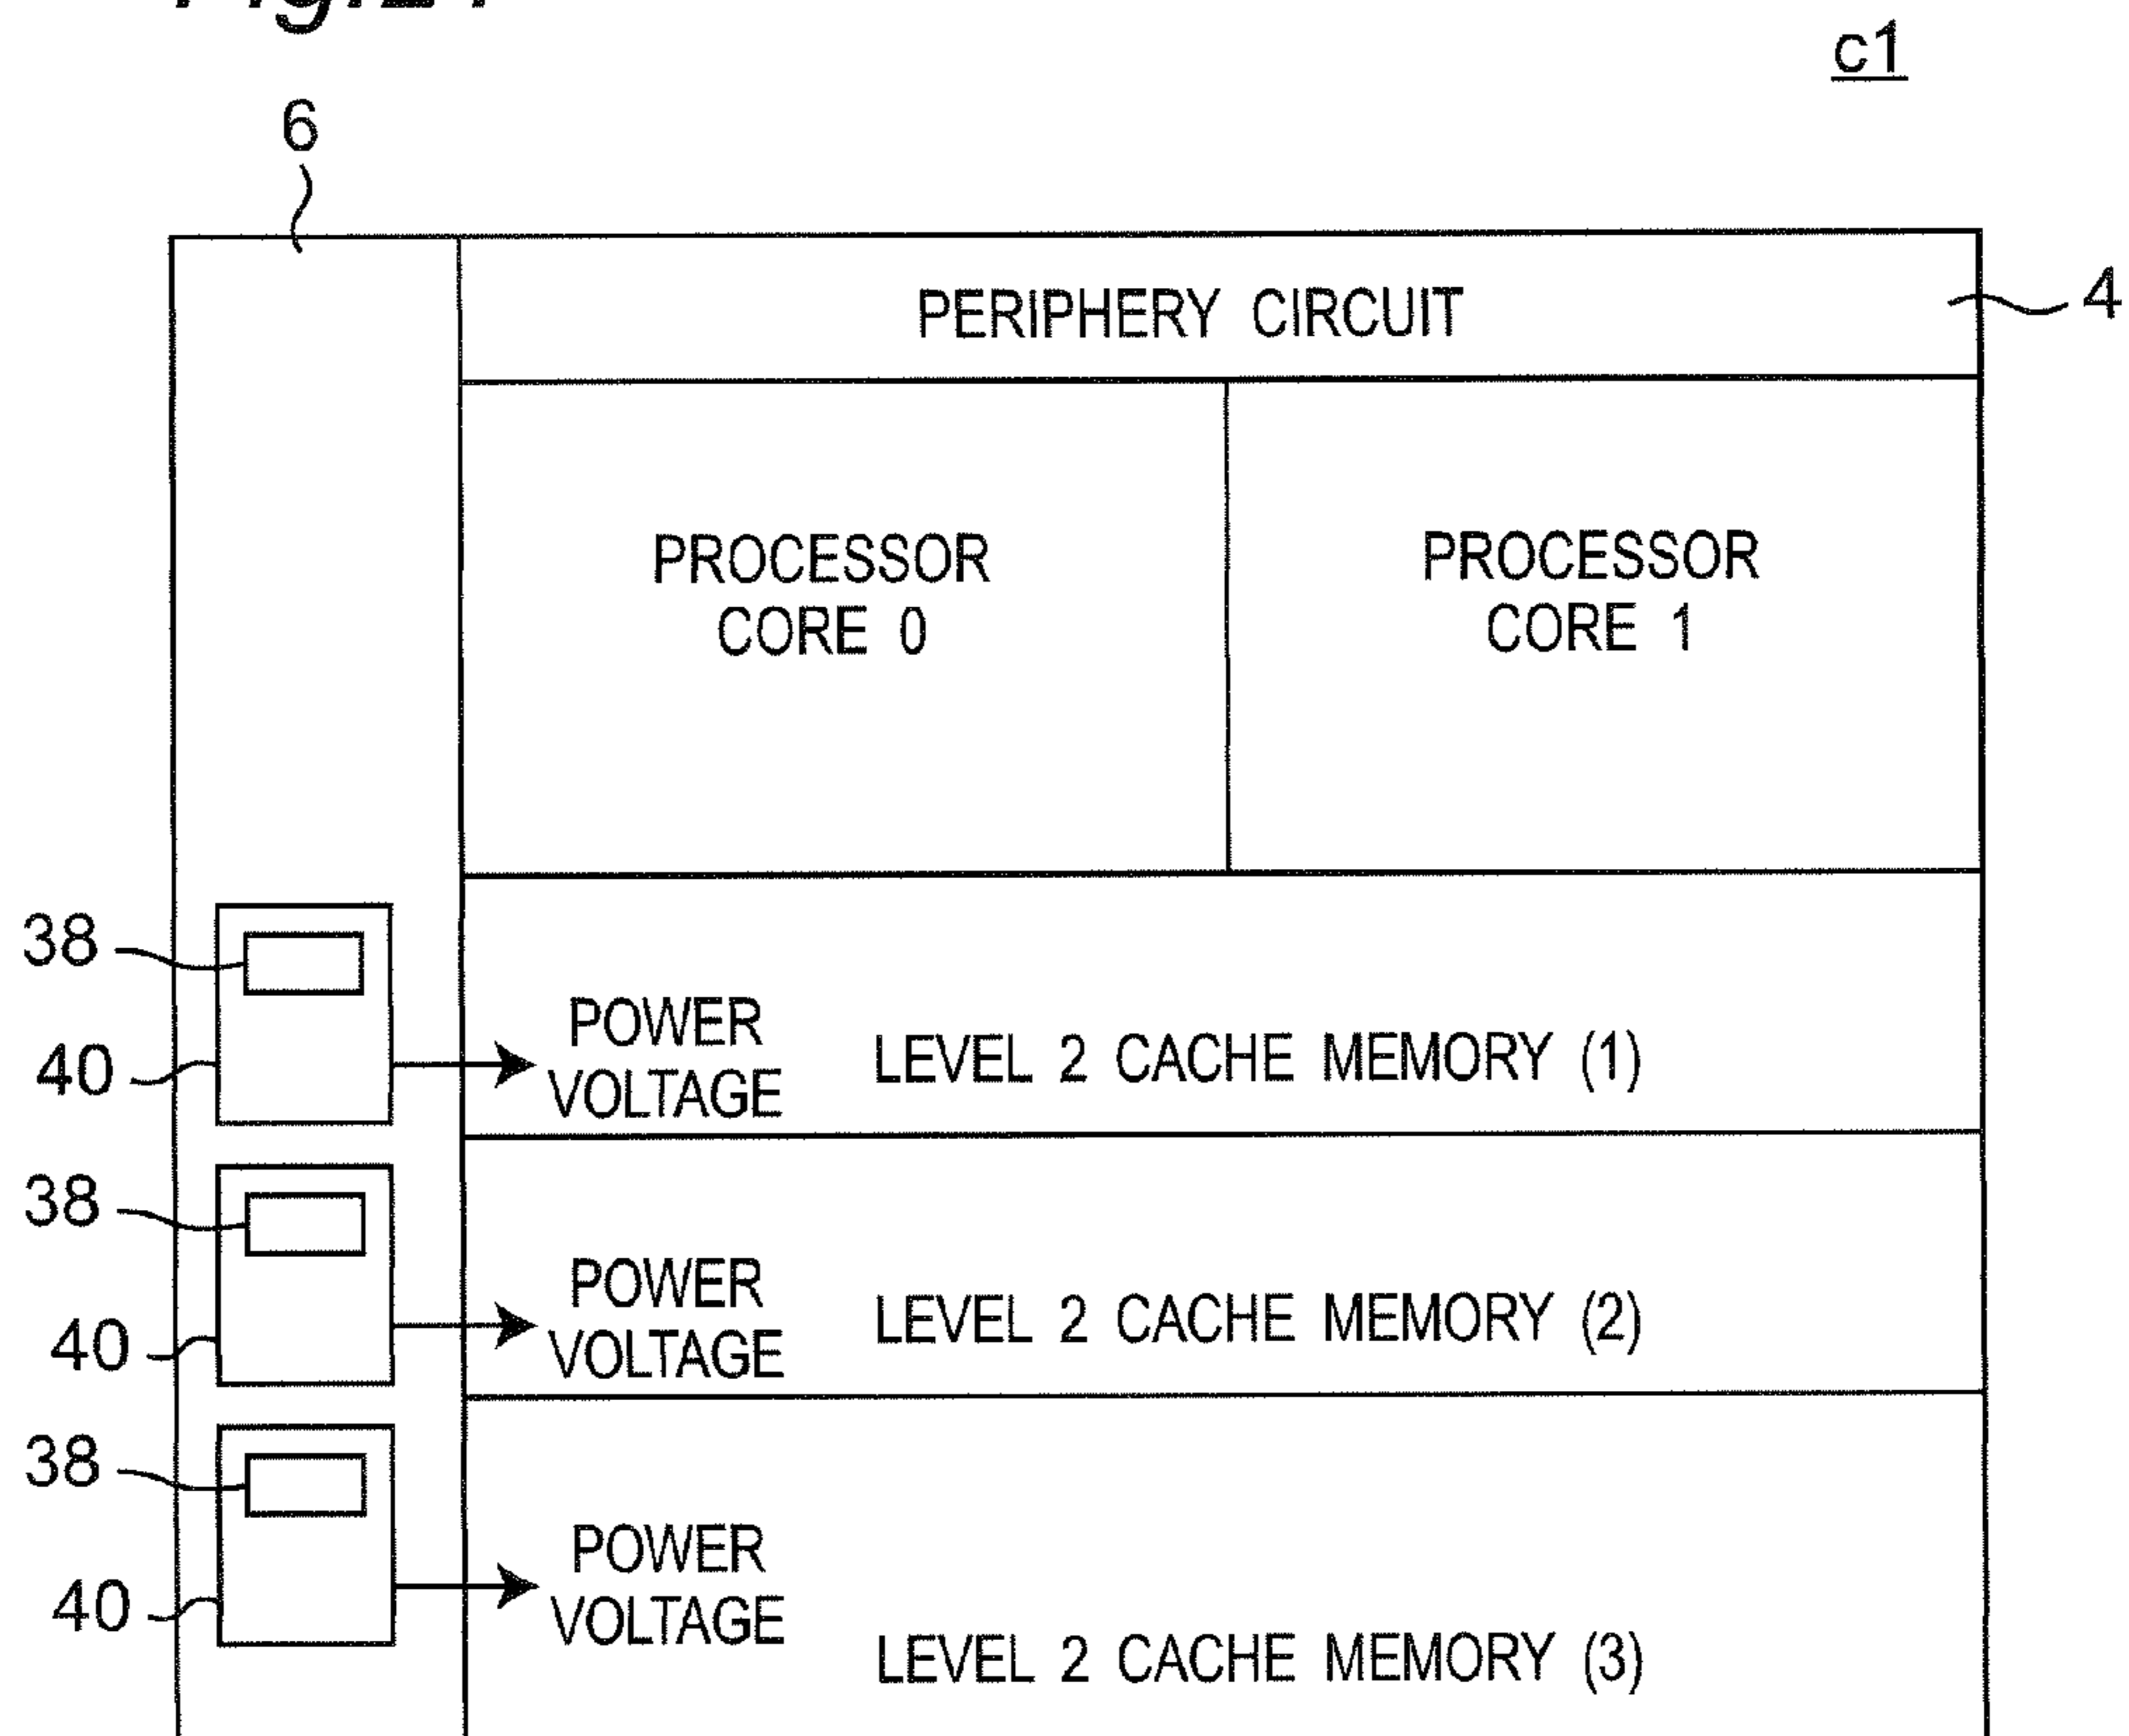 c1
6
PERIPHERY CIRCUIT
4
PROCESSOR
CORE 0
PROCESSOR
CORE 1
38
POWER
VOLTAGE
LEVEL 2 CACHE MEMORY (1)
40
38
POWER
VOLTAGE
LEVEL 2 CACHE MEMORY (2)
40
38
POWER
VOLTAGE
40
LEVEL 2 CACHE MEMORY (3)